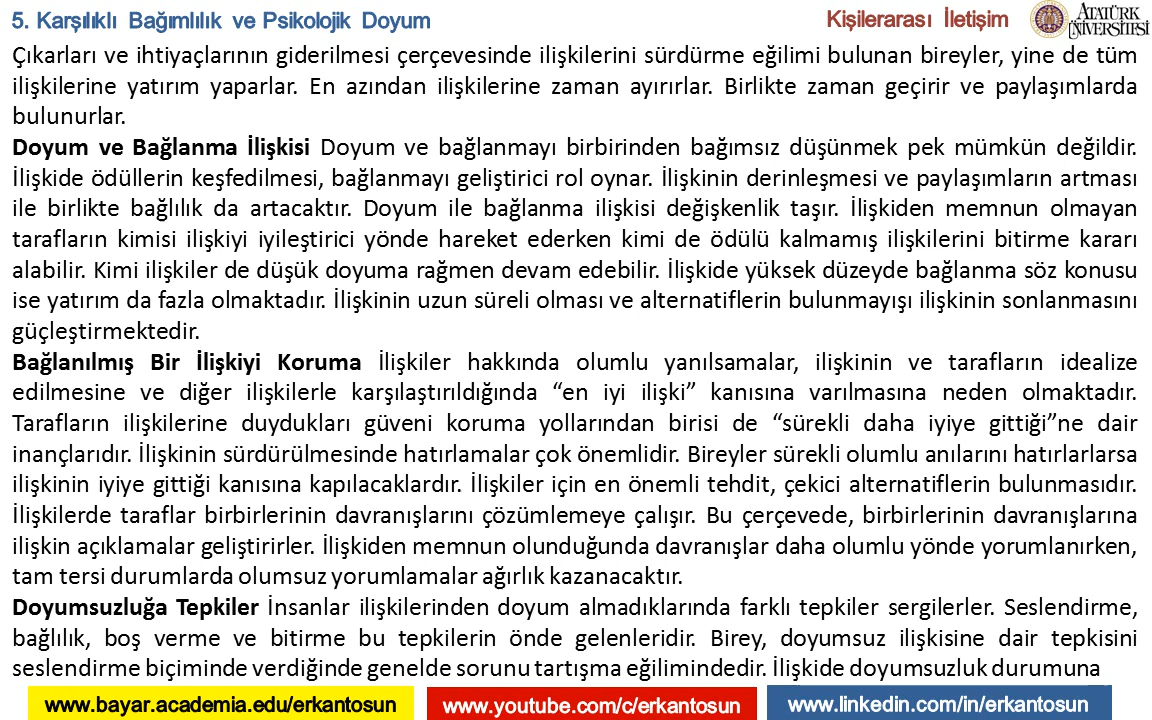 5. Karşılıklı Bağımlılık ve Psikolojik Doyum
Kişilerarası İletişim
ATATÜRK
ÜNİVERSİTESİ
Çıkarları ve ihtiyaçlarının giderilmesi çerçevesinde ilişkilerini sürdürme eğilimi bulunan bireyler, yine de tüm
ilişkilerine yatırım yaparlar. En azından ilişkilerine zaman ayırırlar. Birlikte zaman geçirir ve paylaşımlarda
bulunurlar.
Doyum ve Bağlanma İlişkisi Doyum ve bağlanmayı birbirinden bağımsız düşünmek pek mümkün değildir.
İlişkide ödüllerin keşfedilmesi, bağlanmayı geliştirici rol oynar. İlişkinin derinleşmesi ve paylaşımların artması
ile birlikte bağlılık da artacaktır. Doyum ile bağlanma ilişkisi değişkenlik taşır. İlişkiden memnun olmayan
tarafların kimisi ilişkiyi iyileştirici yönde hareket ederken kimi de ödülü kalmamış ilişkilerini bitirme kararı
alabilir. Kimi ilişkiler de düşük doyuma rağmen devam edebilir. İlişkide yüksek düzeyde bağlanma söz konusu
ise yatırım da fazla olmaktadır. İlişkinin uzun süreli olması ve alternatiflerin bulunmayışı ilişkinin sonlanmasını
güçleştirmektedir.
Bağlanılmış Bir İlişkiyi Koruma İlişkiler hakkında olumlu yanılsamalar, ilişkinin ve tarafların idealize
edilmesine ve diğer ilişkilerle karşılaştırıldığında “en iyi ilişki” kanısına varılmasına neden olmaktadır.
Tarafların ilişkilerine duydukları güveni koruma yollarından birisi de “sürekli daha iyiye gittiği”ne dair
inançlarıdır. İlişkinin sürdürülmesinde hatırlamalar çok önemlidir. Bireyler sürekli olumlu anılarını hatırlarlarsa
ilişkinin iyiye gittiği kanısına kapılacaklardır. İlişkiler için en önemli tehdit, çekici alternatiflerin bulunmasıdır.
İlişkilerde taraflar birbirlerinin davranışlarını çözümlemeye çalışır. Bu çerçevede, birbirlerinin davranışlarına
ilişkin açıklamalar geliştirirler. İlişkiden memnun olunduğunda davranışlar daha olumlu yönde yorumlanırken,
tam tersi durumlarda olumsuz yorumlamalar ağırlık kazanacaktır.
Doyumsuzluğa Tepkiler İnsanlar ilişkilerinden doyum almadıklarında farklı tepkiler sergilerler. Seslendirme,
bağlılık, boş verme ve bitirme bu tepkilerin önde gelenleridir. Birey, doyumsuz ilişkisine dair tepkisini
seslendirme biçiminde verdiğinde genelde sorunu tartışma eğilimindedir. İlişkide doyumsuzluk durumuna
www.bayar.academia.edu/erkantosun
www.youtube.com/c/erkantosun
www.linkedin.com/in/erkantosun